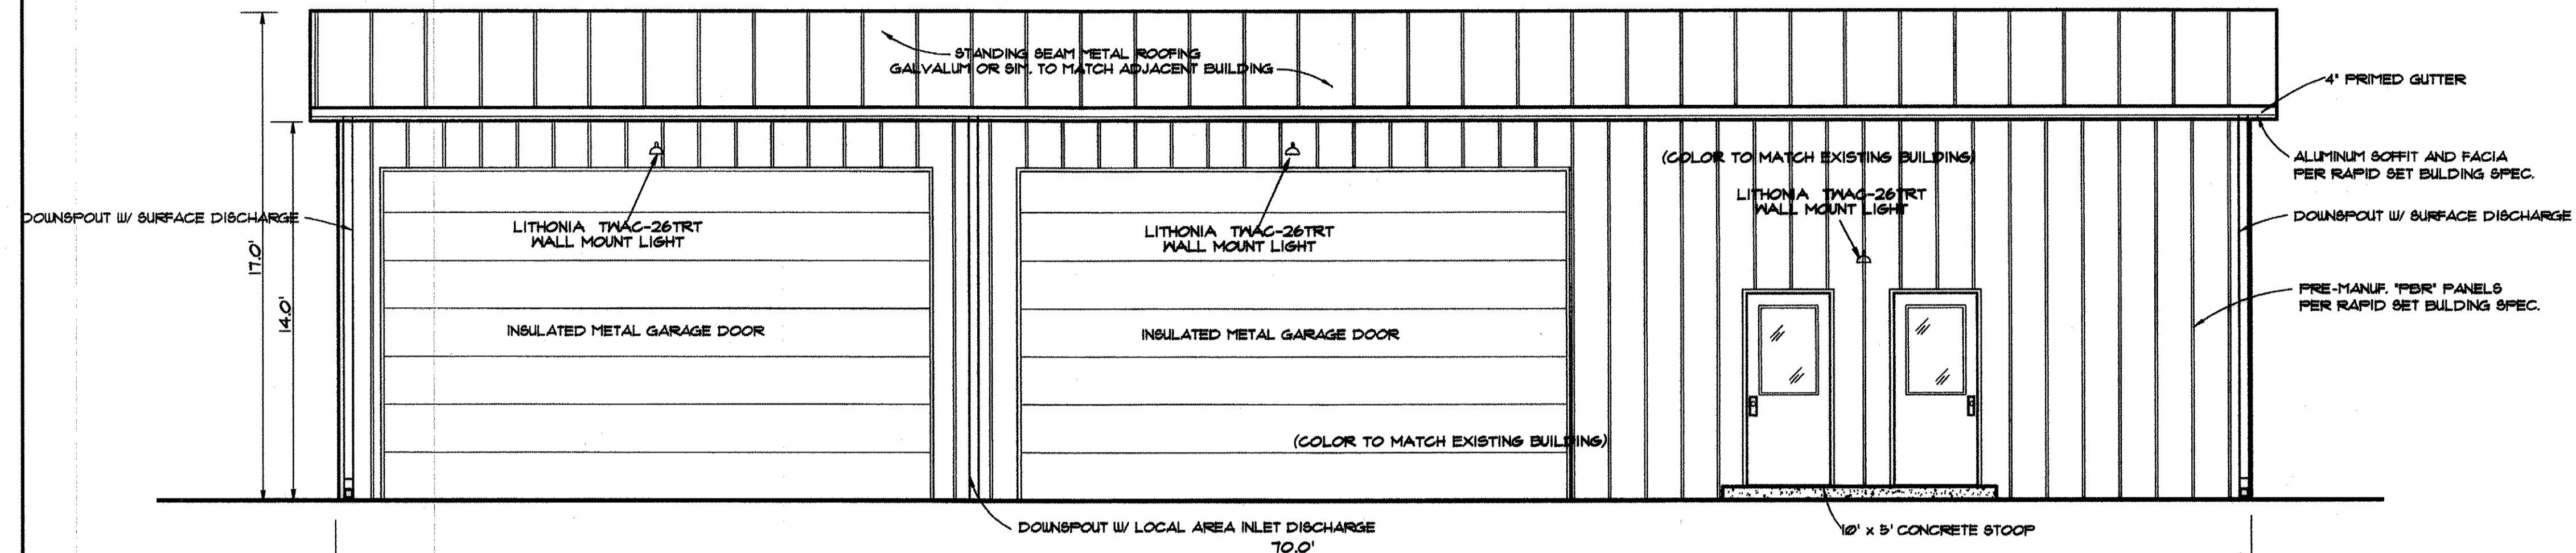 STANDING SEAM METAL ROOFING
GALVALUM OR SIM. TO MATCH ADJACENT BUILDING
4" PRIMED GUTTER
ALUMINUM SOFFIT AND FACIA
PER RAPID SET BULDING SPEC.
(COLOR TO MATCH EXISTING BUILDING)
LITHONIA TWAC-26TRT
WALL MOUNT LIGHT
DOWNSPOUT W/ SURFACE DISCHARGE
DOWNSPOUT W/ SURFACE DISCHARGE
LITHONIA TWAC-26TRT
WALL MOUNT LIGHT
LITHONIA TWAC-26TRT
WALL MOUNT LIGHT
17.0'
14.0'
PRE-MANUF. "PBR" PANELS
PER RAPID SET BULDING SPEC.
INSULATED METAL GARAGE DOOR
INSULATED METAL GARAGE DOOR
(COLOR TO MATCH EXISTING BUILDING)
DOWNSPOUT W/ LOCAL AREA INLET DISCHARGE
10' x 5' CONCRETE STOOP
70.0'